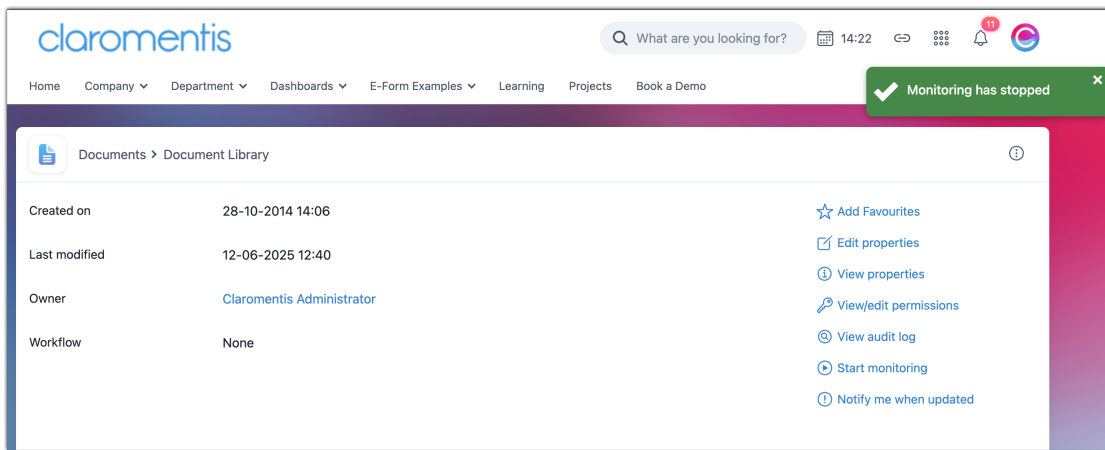 claromentis
What are you looking for?
14:22
11
Home Company Department Dashboards E-Form Examples Learning Projects Book a Demo
Monitoring has stopped
Documents > Document Library
Created on 28-10-2014 14:06
Last modified 12-06-2025 12:40
Owner Claromentis Administrator
Workflow None
Add Favourites
Edit properties
View properties
View/edit permissions
View audit log
Start monitoring
Notify me when updated